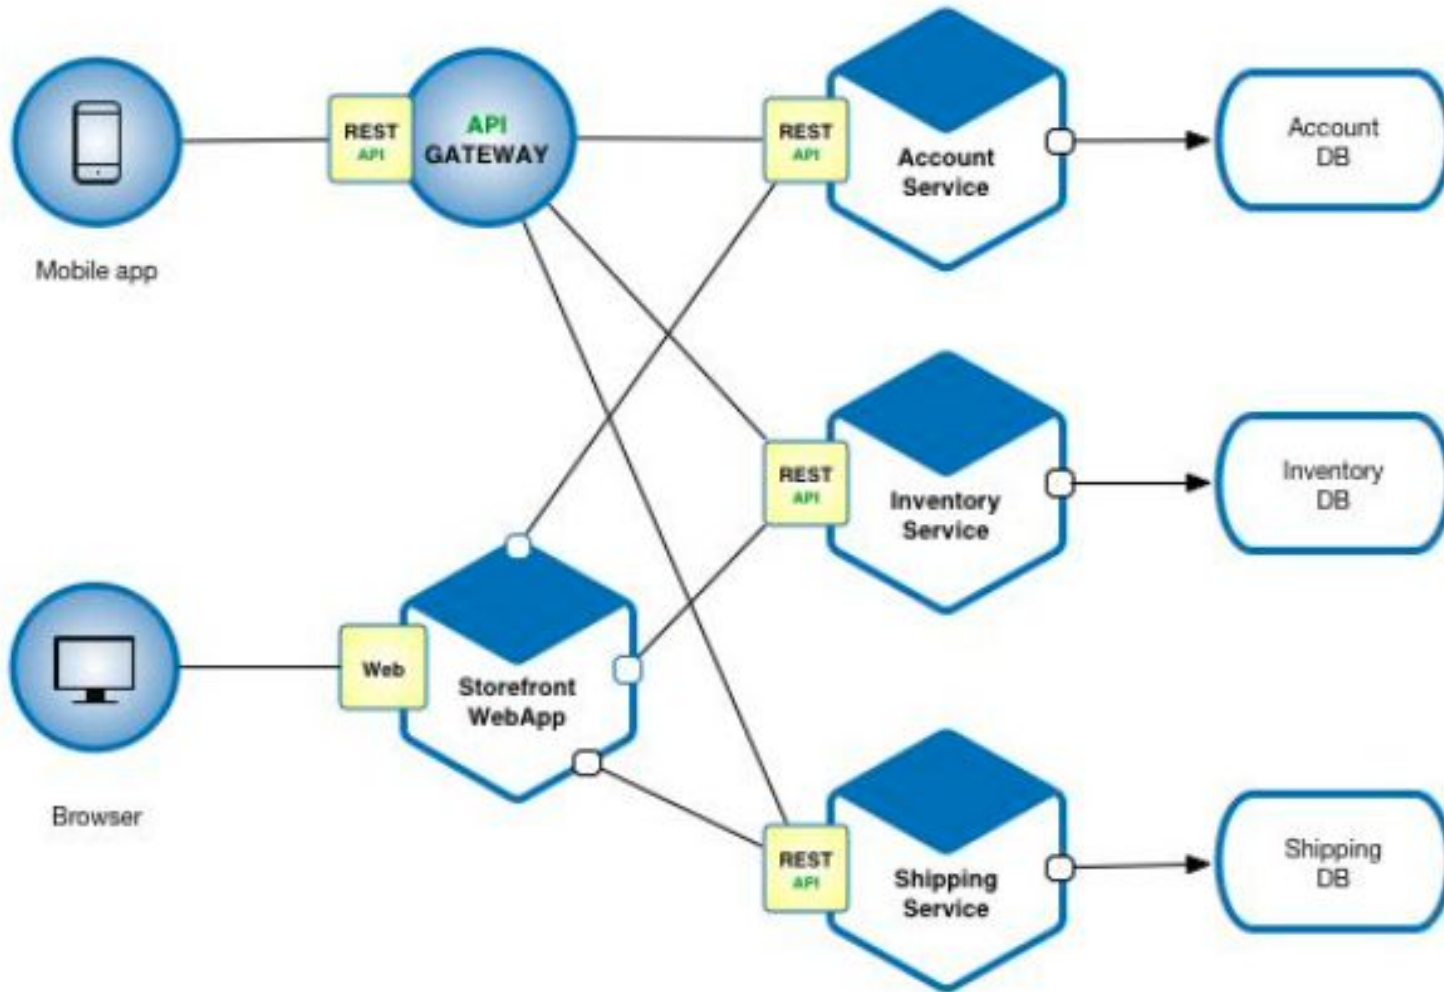 REST
API
API
GATEWAY
REST
API
Account
Service
Account
DB
Mobile app
REST
API
Inventory
Service
Inventory
DB
Web
Storefront
WebApp
Browser
REST
API
Shipping
Service
Shipping
DB